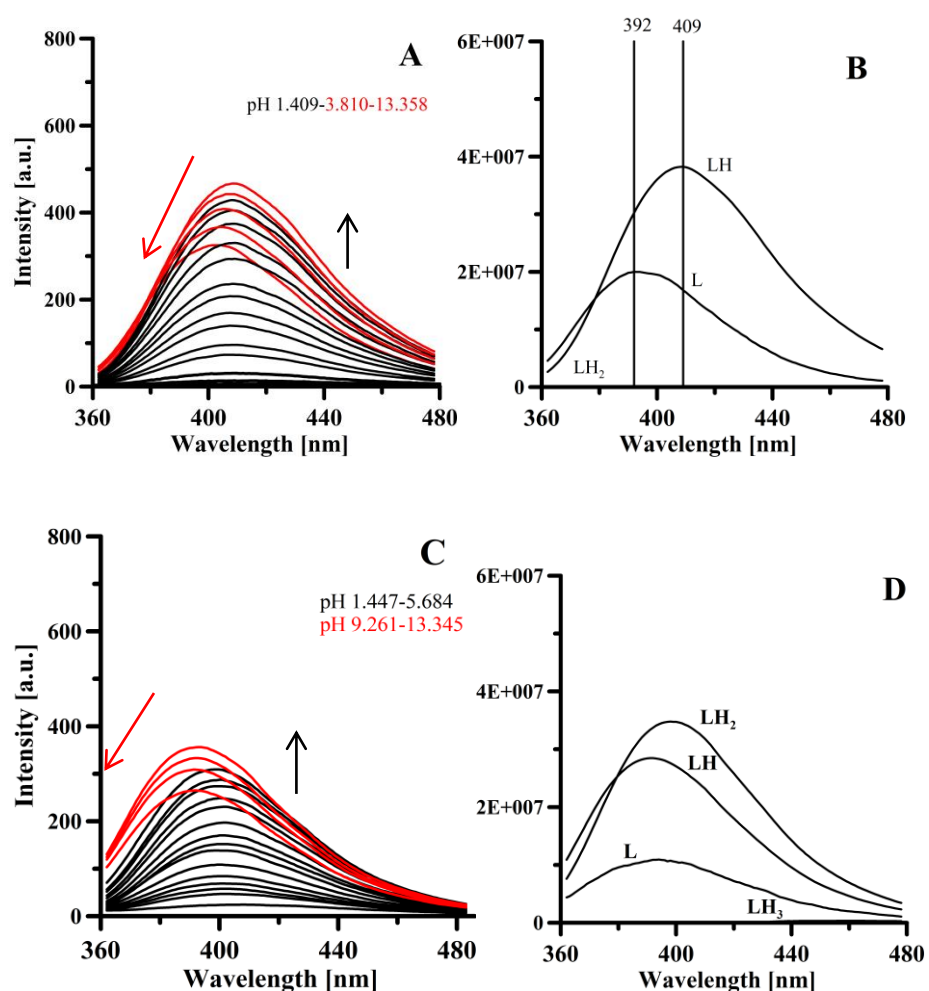 A
pH 1.409-3.810-13.358
Intensity [a.u.]
800
600
400
200
0
360
400
440
480
Wavelength [nm]
392
409
B
6E+007
4E+007
2E+007
0
LH
L
LH₂
360
400
440
480
Wavelength [nm]
C
pH 1.447-5.684
pH 9.261-13.345
Intensity [a.u.]
800
600
400
200
0
360
400
440
480
Wavelength [nm]
D
6E+007
4E+007
2E+007
0
LH₂
LH
L
LH₃
360
400
440
480
Wavelength [nm]